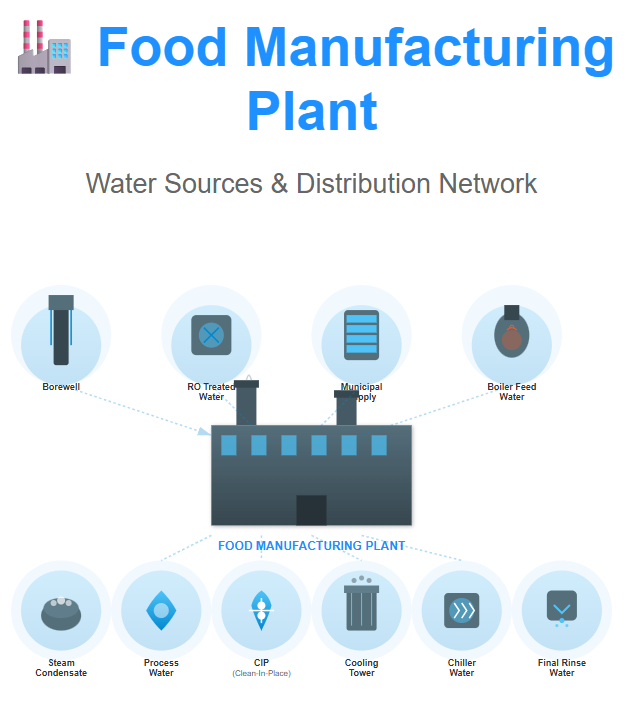 Food Manufacturing
Plant
Water Sources & Distribution Network
Borewell
RO Treated
Water
Municipal
pply
Boiler Feed
Water
FOOD MANUFACTURING PLANT
Steam
Condensate
Process
Water
CIP
(Clean-In-Place)
Cooling
Tower
Chiller
Water
Final Rinse
Water